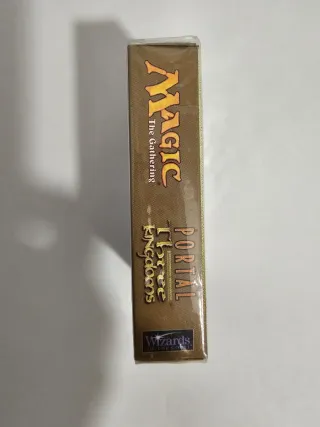 MAGIC
The Gathering
PORTAL
Three
Kingdoms
Wizards